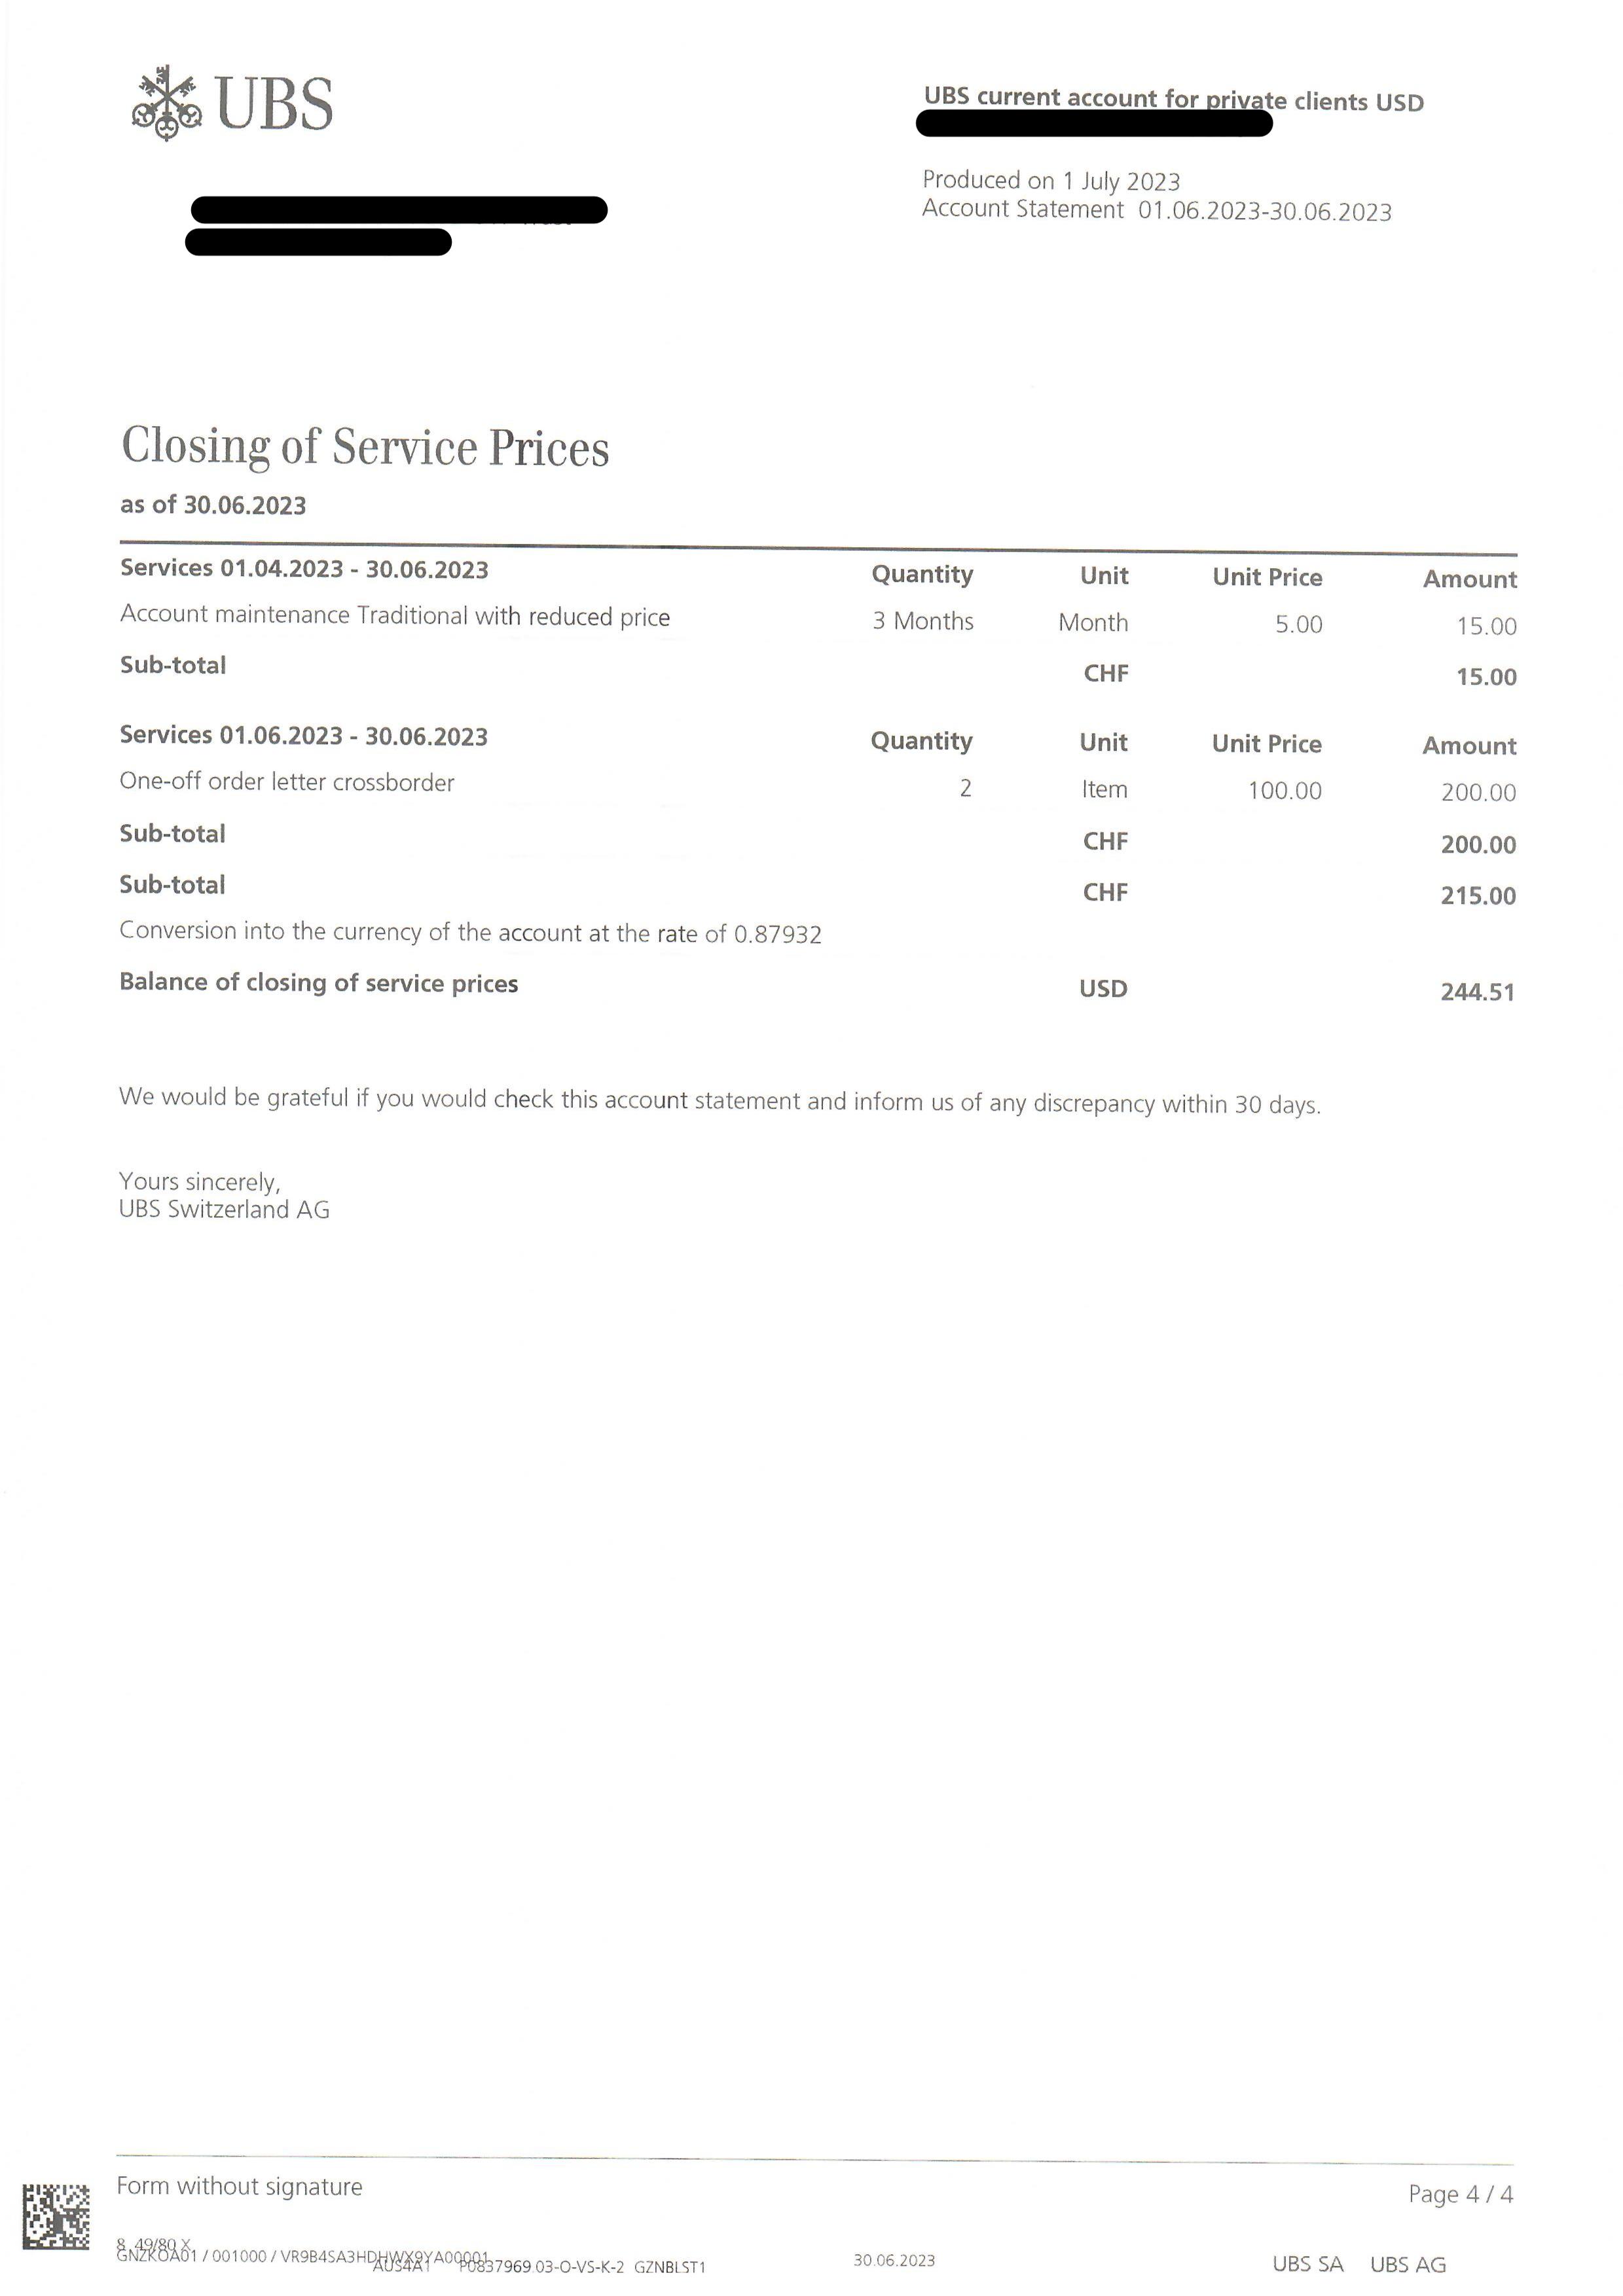 UBS
UBS current account for private clients USD
Produced on 1 July 2023
Account Statement 01.06.2023-30.06.2023
Closing of Service Prices
as of 30.06.2023
Services 01.04.2023 - 30.06.2023 Quantity Unit Unit Price Amount
Account maintenance Traditional with reduced price 3 Months Month 5.00 15.00
Sub-total CHF 15.00
Services 01.06.2023 - 30.06.2023 Quantity Unit Unit Price Amount
One-off order letter crossborder 2 Item 100.00 200.00
Sub-total CHF 200.00
Sub-total CHF 215.00
Conversion into the currency of the account at the rate of 0.87932
Balance of closing of service prices USD 244.51
We would be grateful if you would check this account statement and inform us of any discrepancy within 30 days.
Yours sincerely,
UBS Switzerland AG
Form without signature Page 4 / 4
8 49/80 X
GNZKOA01 / 001000 / VR9B4SA3HDHWX9YA00001
AUS4A1 P0837969 03-O-VS-K-2 GZNBLST1 30.06.2023 UBS SA UBS AG